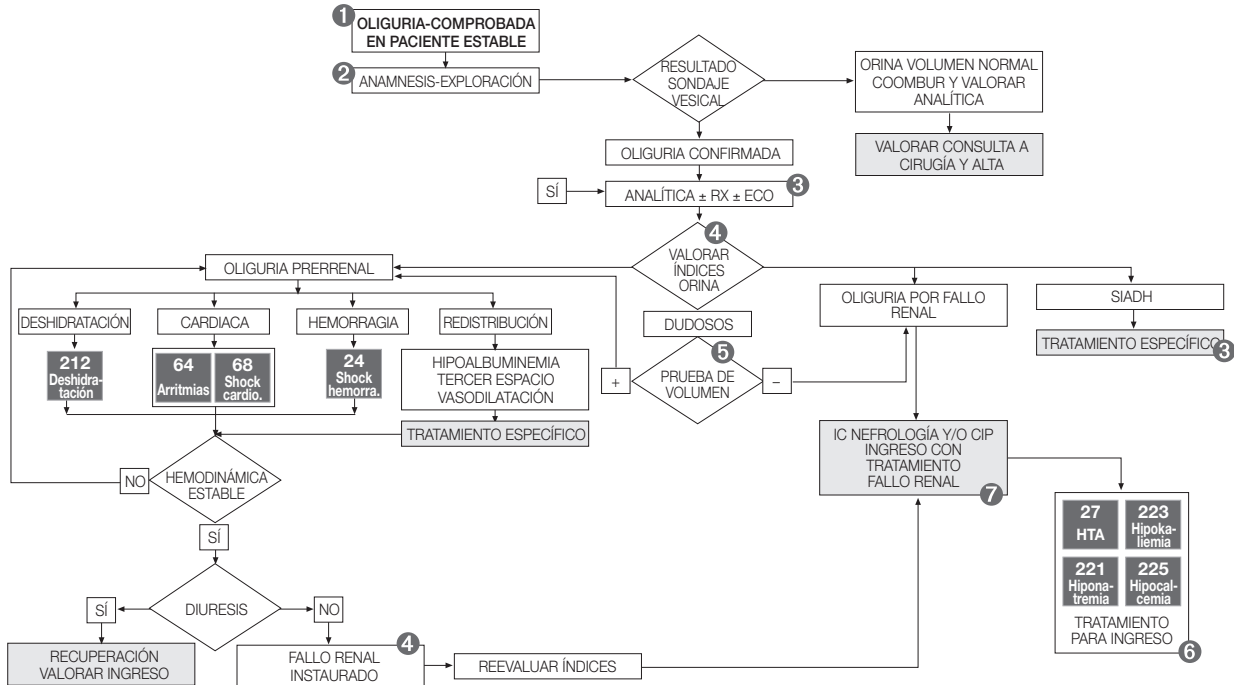 1
OLIGURIA-COMPROBADA
EN PACIENTE ESTABLE
2
ANAMNESIS-EXPLORACIÓN
RESULTADO
SONDAJE
VESICAL
ORINA VOLUMEN NORMAL
COOMBUR Y VALORAR
ANALÍTICA
VALORAR CONSULTA A
CIRUGÍA Y ALTA
OLIGURIA CONFIRMADA
SÍ
ANALÍTICA ± RX ± ECO
3
4
VALORAR
ÍNDICES
ORINA
OLIGURIA PRERRENAL
DESHIDRATACIÓN
CARDIACA
HEMORRAGIA
REDISTRIBUCIÓN
212
Deshidra-
tación
64
Arritmias
68
Shock
cardio.
24
Shock
hemorra.
HIPOALBUMINEMIA
TERCER ESPACIO
VASODILATACIÓN
TRATAMIENTO ESPECÍFICO
DUDOSOS
5
PRUEBA DE
VOLUMEN
+
−
OLIGURIA POR FALLO
RENAL
SIADH
TRATAMIENTO ESPECÍFICO
3
NO
HEMODINÁMICA
ESTABLE
SÍ
IC NEFROLOGÍA Y/O CIP
INGRESO CON
TRATAMIENTO
FALLO RENAL
7
27
HTA
223
Hipoka-
liemia
221
Hipona-
tremia
225
Hipocal-
cemia
TRATAMIENTO
PARA INGRESO
6
SÍ
DIURESIS
NO
RECUPERACIÓN
VALORAR INGRESO
FALLO RENAL
INSTAURADO
4
REEVALUAR ÍNDICES